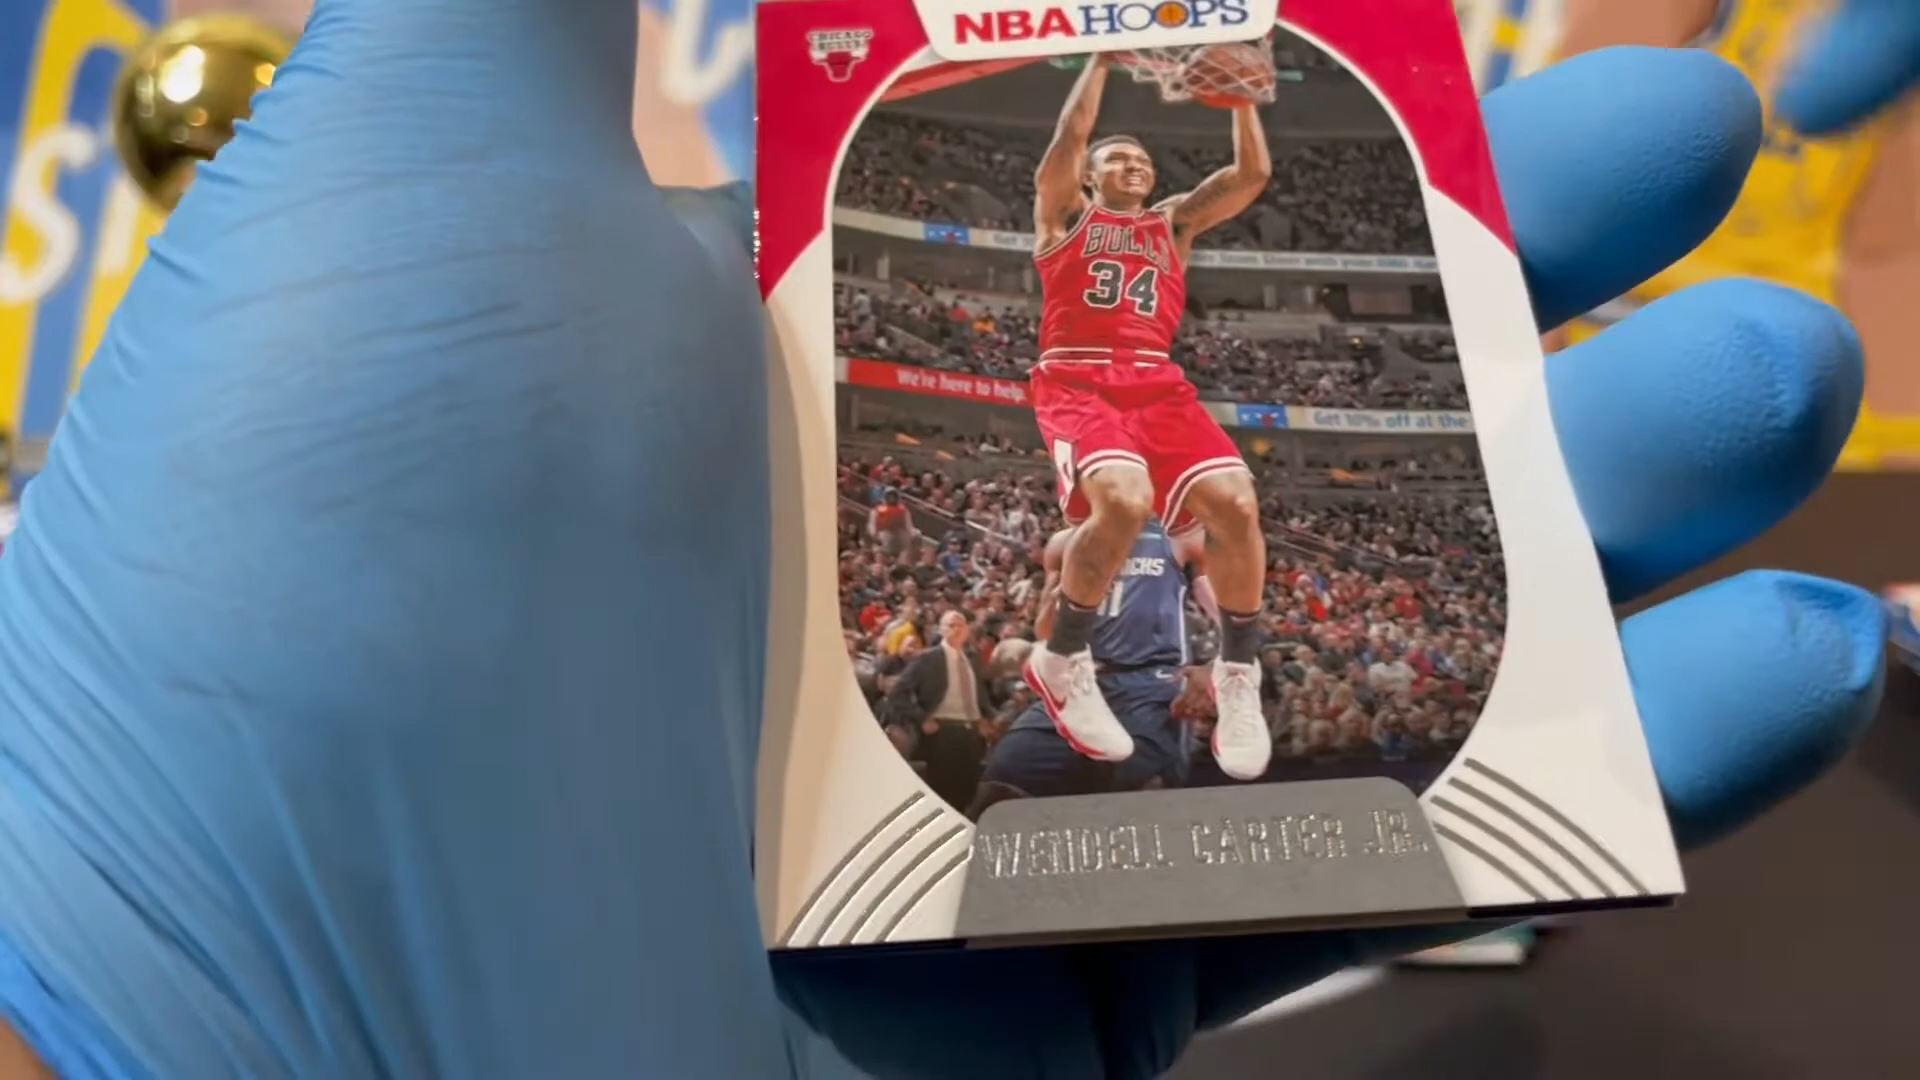 NBA HOOPS
CHICAGO
BULLS
BULLS
34
We're here to help.
Get 10% off at the
11
WENDELL CARTER JR.